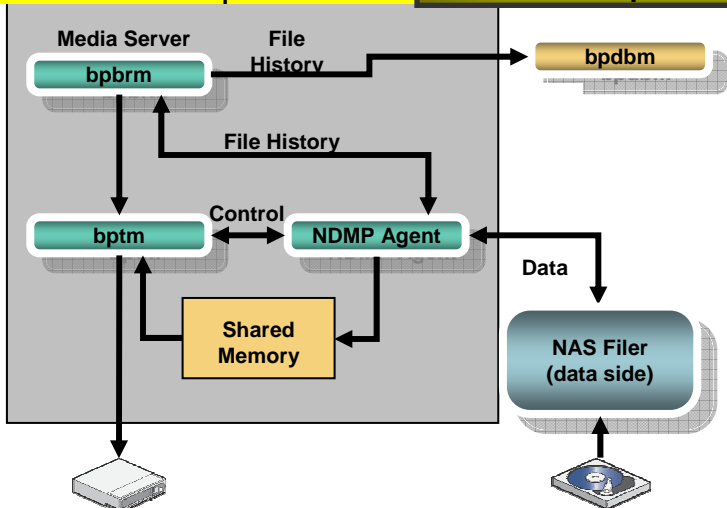 Media Server
File
History
bpbrm
bpdbm
File History
Control
bptm
NDMP Agent
Data
Shared
Memory
NAS Filer
(data side)